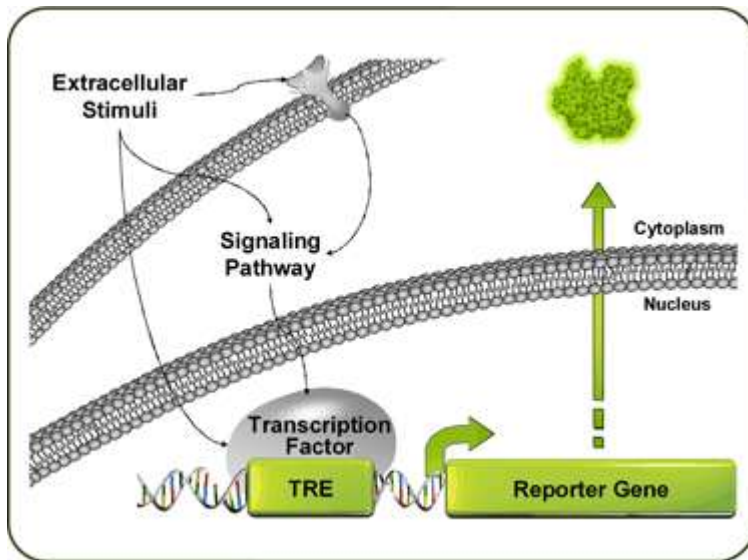 Extracellular
Stimuli
Signaling
Pathway
Cytoplasm
Nucleus
Transcription
Factor
TRE
Reporter Gene